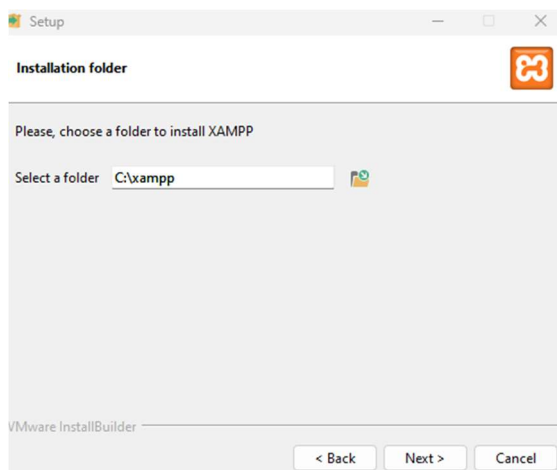 Setup
Installation folder
Please, choose a folder to install XAMPP
Select a folder C:\xampp
VMware InstallBuilder
< Back Next > Cancel